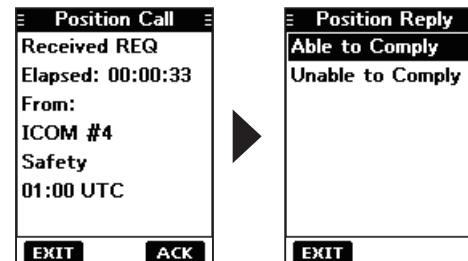 Position Call
Received REQ
Elapsed: 00:00:33
From:
ICOM #4
Safety
01:00 UTC
EXIT ACK
Position Reply
Able to Comply
Unable to Comply
EXIT